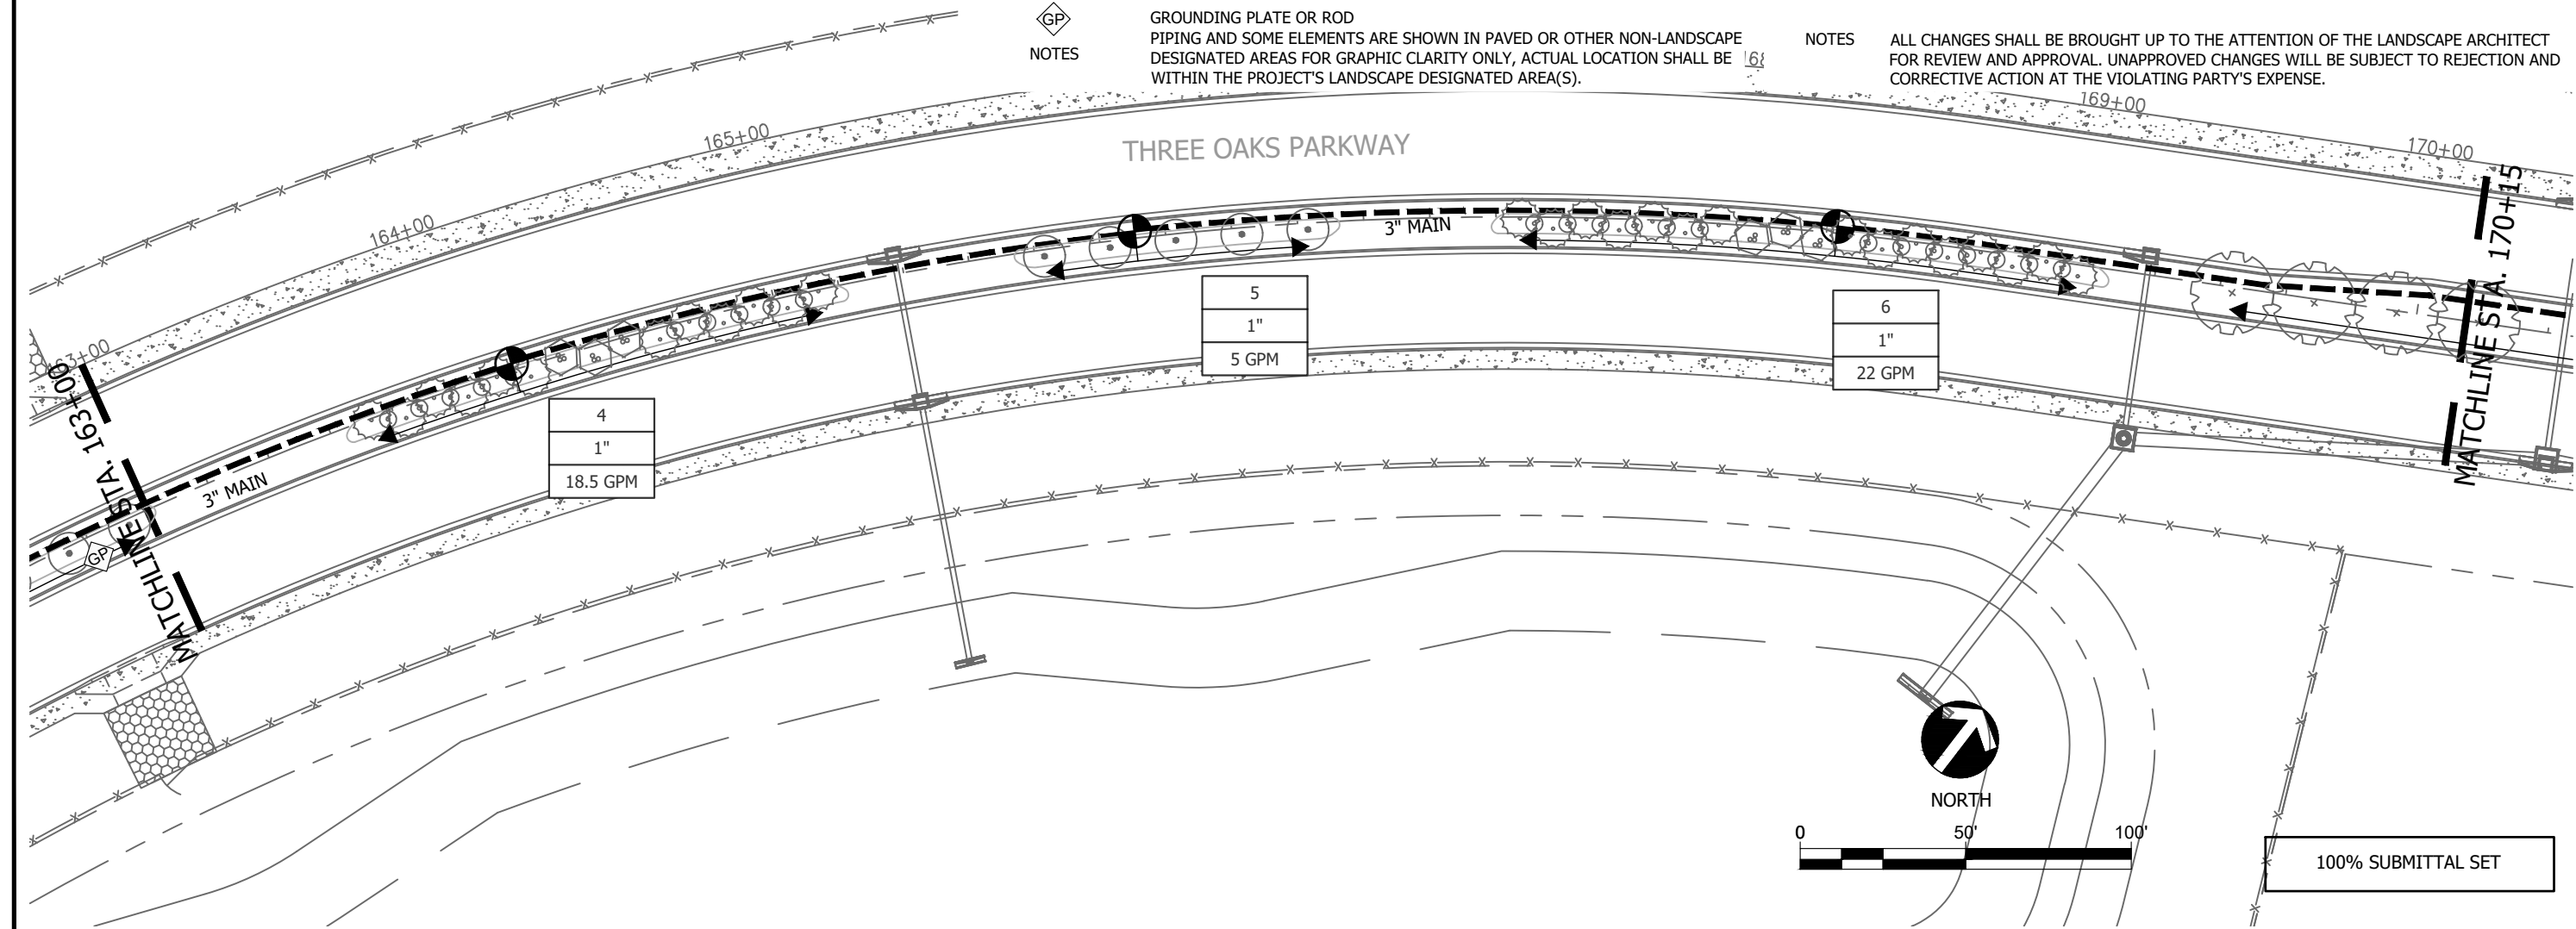 GP
GROUNDING PLATE OR ROD
NOTES
PIPING AND SOME ELEMENTS ARE SHOWN IN PAVED OR OTHER NON-LANDSCAPE
DESIGNATED AREAS FOR GRAPHIC CLARITY ONLY, ACTUAL LOCATION SHALL BE
WITHIN THE PROJECT'S LANDSCAPE DESIGNATED AREA(S).
NOTES
ALL CHANGES SHALL BE BROUGHT UP TO THE ATTENTION OF THE LANDSCAPE ARCHITECT
FOR REVIEW AND APPROVAL. UNAPPROVED CHANGES WILL BE SUBJECT TO REJECTION AND
CORRECTIVE ACTION AT THE VIOLATING PARTY'S EXPENSE.
163+00
164+00
165+00
169+00
170+00
THREE OAKS PARKWAY
MATCHLINE STA. 163+00
MATCHLINE STA. 170+15
3" MAIN
3" MAIN
GP
4
1"
18.5 GPM
5
1"
5 GPM
6
1"
22 GPM
NORTH
0 50' 100'
100% SUBMITTAL SET